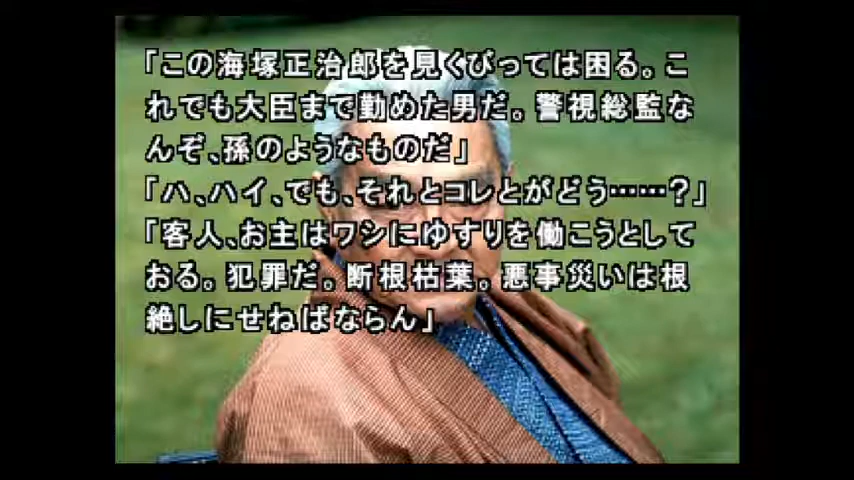 「この海塚正治郎を見くびっては困る。こ
れでも大臣まで勤めた男だ。警視総監な
んぞ、孫のようなものだ」
「ハ、ハイ、でも、それとコレとがどう……？」
「客人、お主はワシにゆすりを働こうとして
おる。犯罪だ。断根枯葉。悪事災いは根
絶しにせねばならん」